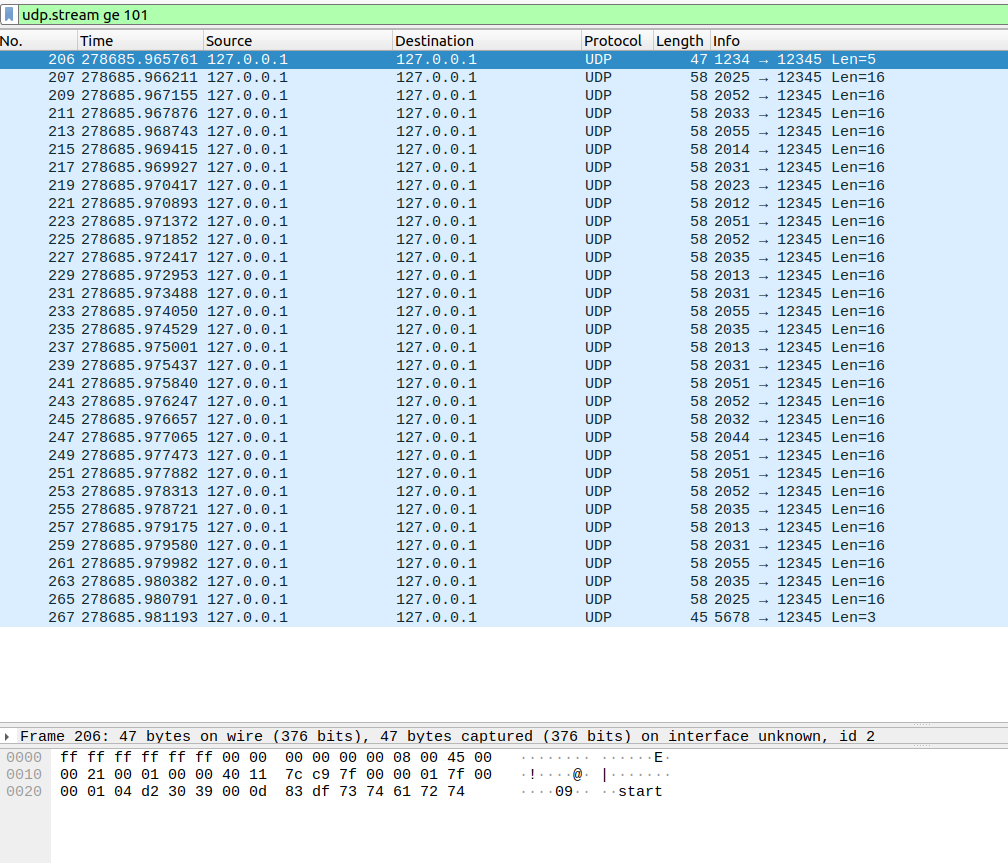 udp.stream ge 101
No. Time Source Destination Protocol Length Info
206 278685.965761 127.0.0.1 127.0.0.1 UDP 47 1234 → 12345 Len=5
207 278685.966211 127.0.0.1 127.0.0.1 UDP 58 2025 → 12345 Len=16
209 278685.967155 127.0.0.1 127.0.0.1 UDP 58 2052 → 12345 Len=16
211 278685.967876 127.0.0.1 127.0.0.1 UDP 58 2033 → 12345 Len=16
213 278685.968743 127.0.0.1 127.0.0.1 UDP 58 2055 → 12345 Len=16
215 278685.969415 127.0.0.1 127.0.0.1 UDP 58 2014 → 12345 Len=16
217 278685.969927 127.0.0.1 127.0.0.1 UDP 58 2031 → 12345 Len=16
219 278685.970417 127.0.0.1 127.0.0.1 UDP 58 2023 → 12345 Len=16
221 278685.970893 127.0.0.1 127.0.0.1 UDP 58 2012 → 12345 Len=16
223 278685.971372 127.0.0.1 127.0.0.1 UDP 58 2051 → 12345 Len=16
225 278685.971852 127.0.0.1 127.0.0.1 UDP 58 2052 → 12345 Len=16
227 278685.972417 127.0.0.1 127.0.0.1 UDP 58 2035 → 12345 Len=16
229 278685.972953 127.0.0.1 127.0.0.1 UDP 58 2013 → 12345 Len=16
231 278685.973488 127.0.0.1 127.0.0.1 UDP 58 2031 → 12345 Len=16
233 278685.974050 127.0.0.1 127.0.0.1 UDP 58 2055 → 12345 Len=16
235 278685.974529 127.0.0.1 127.0.0.1 UDP 58 2035 → 12345 Len=16
237 278685.975001 127.0.0.1 127.0.0.1 UDP 58 2013 → 12345 Len=16
239 278685.975437 127.0.0.1 127.0.0.1 UDP 58 2031 → 12345 Len=16
241 278685.975840 127.0.0.1 127.0.0.1 UDP 58 2051 → 12345 Len=16
243 278685.976247 127.0.0.1 127.0.0.1 UDP 58 2052 → 12345 Len=16
245 278685.976657 127.0.0.1 127.0.0.1 UDP 58 2032 → 12345 Len=16
247 278685.977065 127.0.0.1 127.0.0.1 UDP 58 2044 → 12345 Len=16
249 278685.977473 127.0.0.1 127.0.0.1 UDP 58 2051 → 12345 Len=16
251 278685.977882 127.0.0.1 127.0.0.1 UDP 58 2051 → 12345 Len=16
253 278685.978313 127.0.0.1 127.0.0.1 UDP 58 2052 → 12345 Len=16
255 278685.978721 127.0.0.1 127.0.0.1 UDP 58 2035 → 12345 Len=16
257 278685.979175 127.0.0.1 127.0.0.1 UDP 58 2013 → 12345 Len=16
259 278685.979580 127.0.0.1 127.0.0.1 UDP 58 2031 → 12345 Len=16
261 278685.979982 127.0.0.1 127.0.0.1 UDP 58 2055 → 12345 Len=16
263 278685.980382 127.0.0.1 127.0.0.1 UDP 58 2035 → 12345 Len=16
265 278685.980791 127.0.0.1 127.0.0.1 UDP 58 2025 → 12345 Len=16
267 278685.981193 127.0.0.1 127.0.0.1 UDP 45 5678 → 12345 Len=3
Frame 206: 47 bytes on wire (376 bits), 47 bytes captured (376 bits) on interface unknown, id 2
0000 ff ff ff ff ff ff 00 00 00 00 00 00 08 00 45 00 ········ ······E·
0010 00 21 00 01 00 00 40 11 7c c9 7f 00 00 01 7f 00 ·!····@· |·······
0020 00 01 04 d2 30 39 00 0d 83 df 73 74 61 72 74 ····09·· ··start